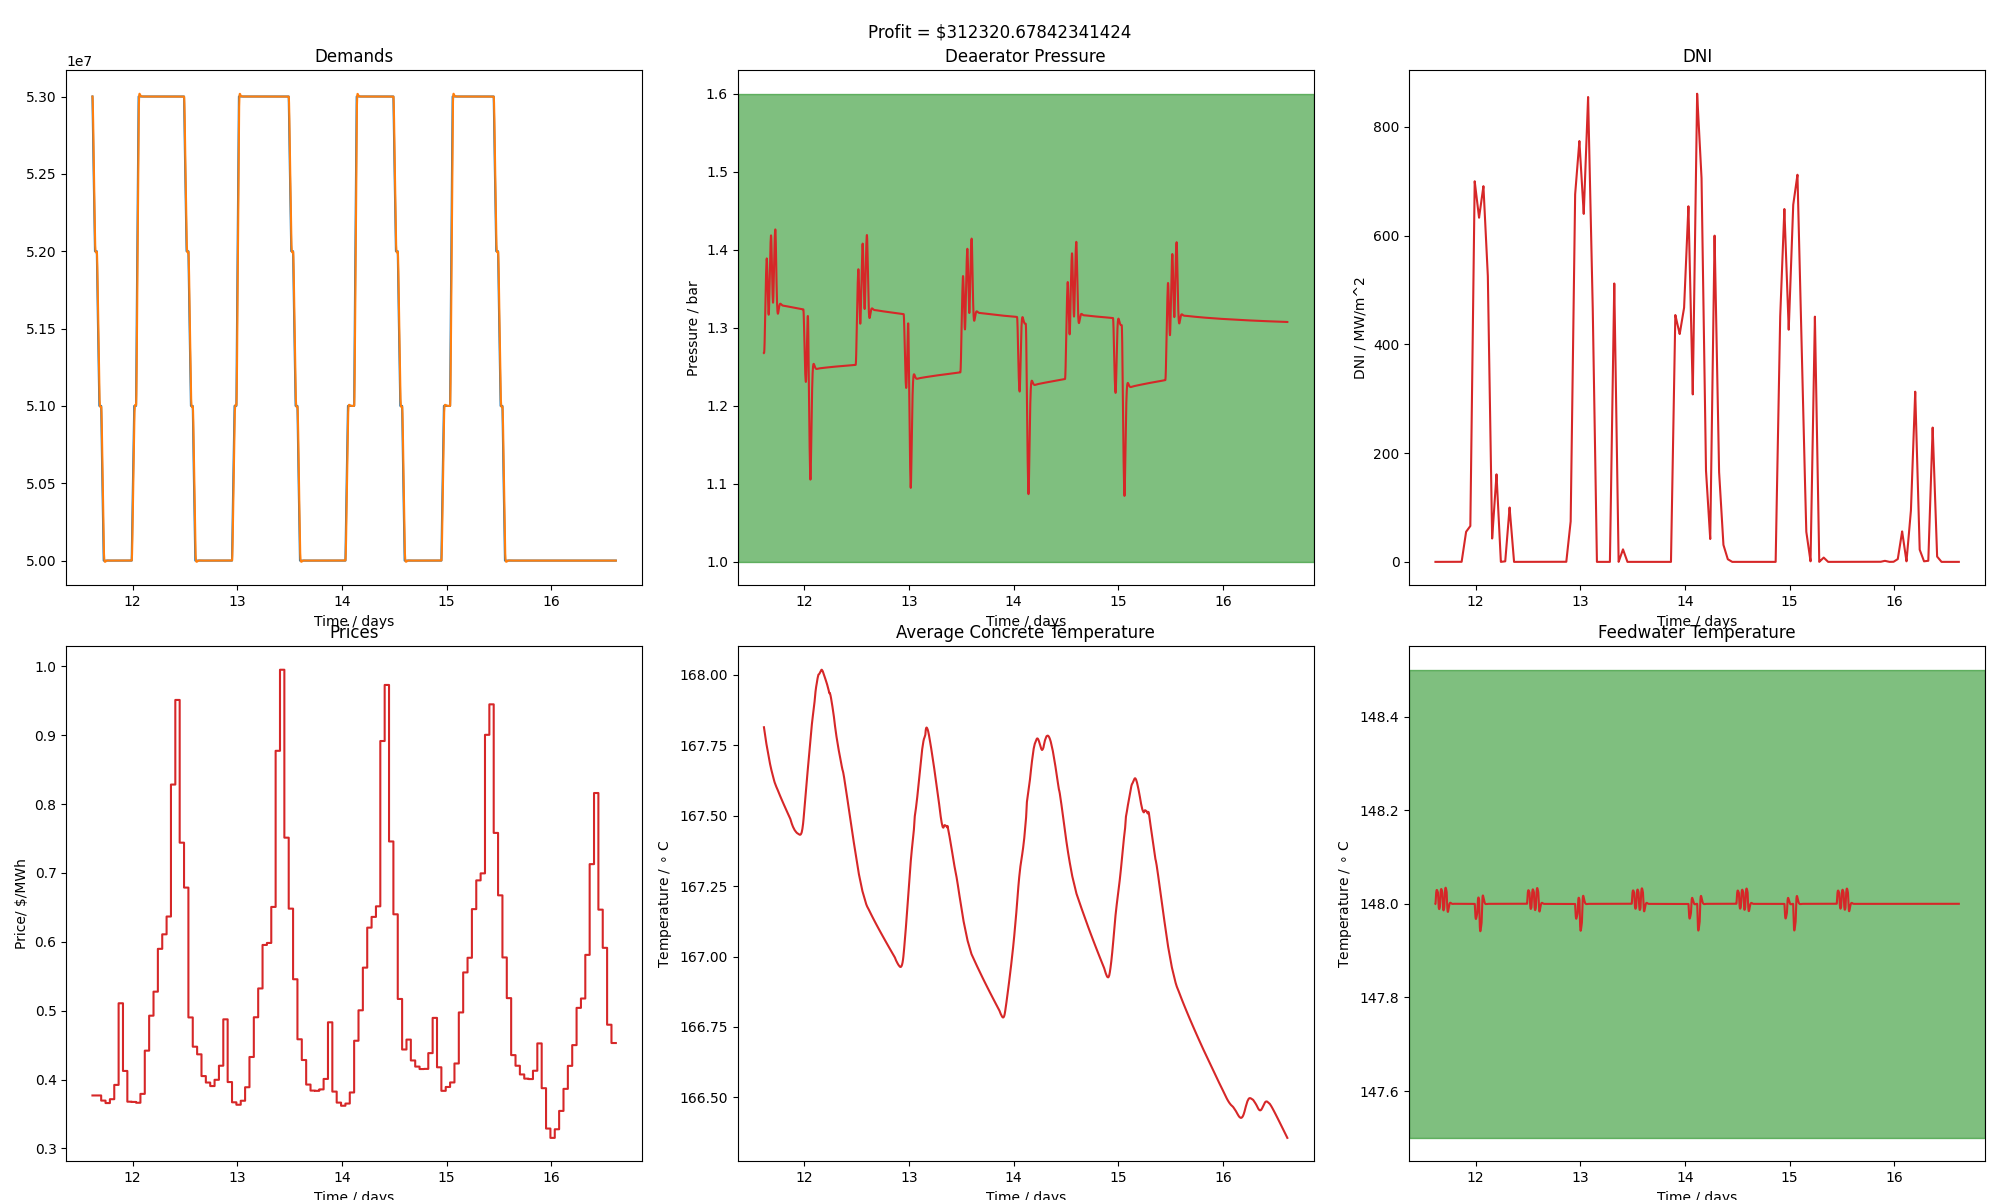 Profit = $312320.67842341424
Demands
1e7
5.30
5.25
5.20
5.15
5.10
5.05
5.00
12 13 14 15 16
Time / days
Deaerator Pressure
Pressure / bar
1.6
1.5
1.4
1.3
1.2
1.1
1.0
12 13 14 15 16
Time / days
DNI
DNI / MW/m^2
800
600
400
200
0
12 13 14 15 16
Time / days
Prices
Price/ $/MWh
1.0
0.9
0.8
0.7
0.6
0.5
0.4
0.3
12 13 14 15 16
Time / days
Average Concrete Temperature
Temperature / ∘ C
168.00
167.75
167.50
167.25
167.00
166.75
166.50
12 13 14 15 16
Time / days
Feedwater Temperature
Temperature / ∘ C
148.4
148.2
148.0
147.8
147.6
12 13 14 15 16
Time / days